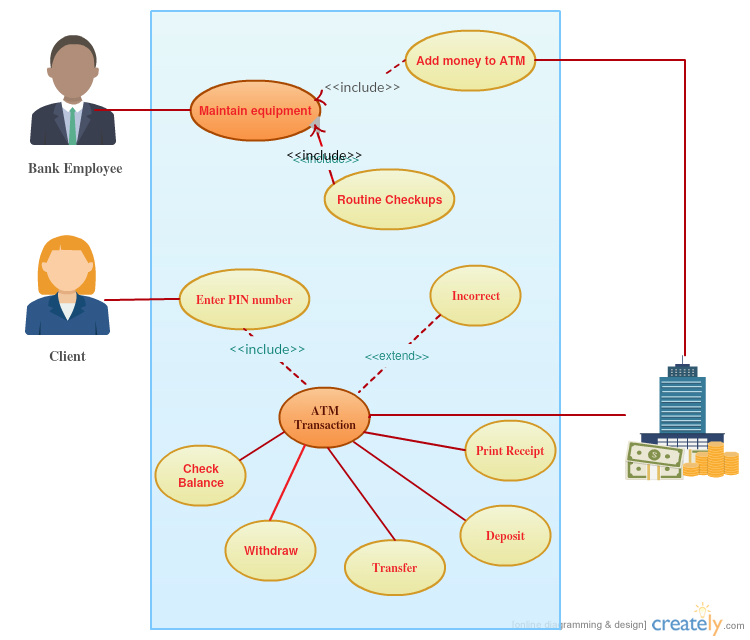 Add money to ATM
<<include>>
Maintain equipment
<<include>>
<<include>>
Bank Employee
Routine Checkups
Enter PIN number
Incorrect
<<include>>
<<extend>>
Client
ATM
Transaction
Print Receipt
Check
Balance
Deposit
Withdraw
Transfer
[online diagramming & design] creately.com